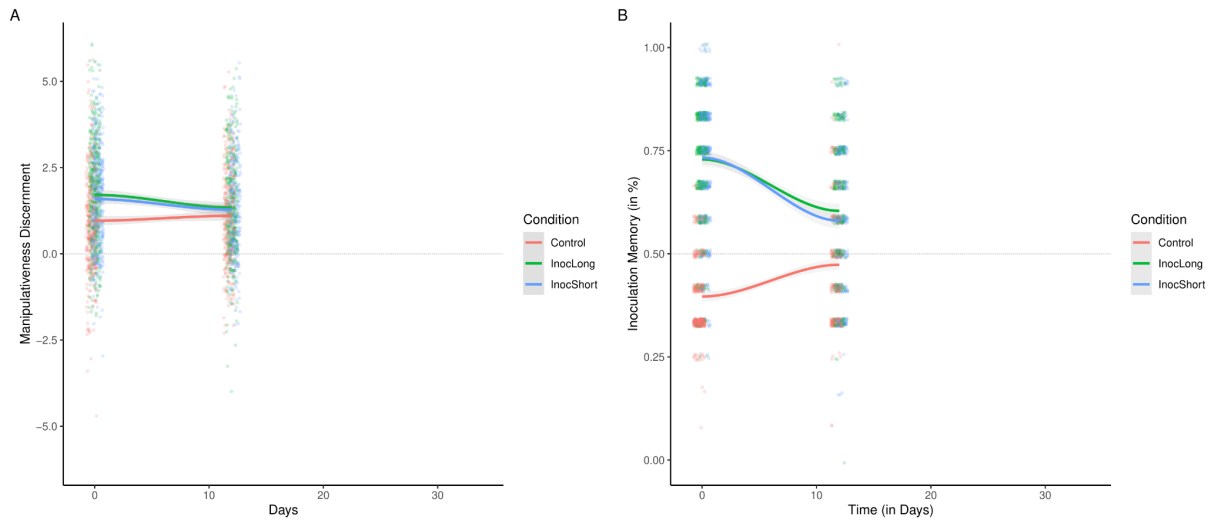 A
Manipulativeness Discernment
5.0
2.5
0.0
−2.5
−5.0
0
10
20
30
Days
Condition
Control
InocLong
InocShort
B
Inoculation Memory (in %)
1.00
0.75
0.50
0.25
0.00
0
10
20
30
Time (in Days)
Condition
Control
InocLong
InocShort